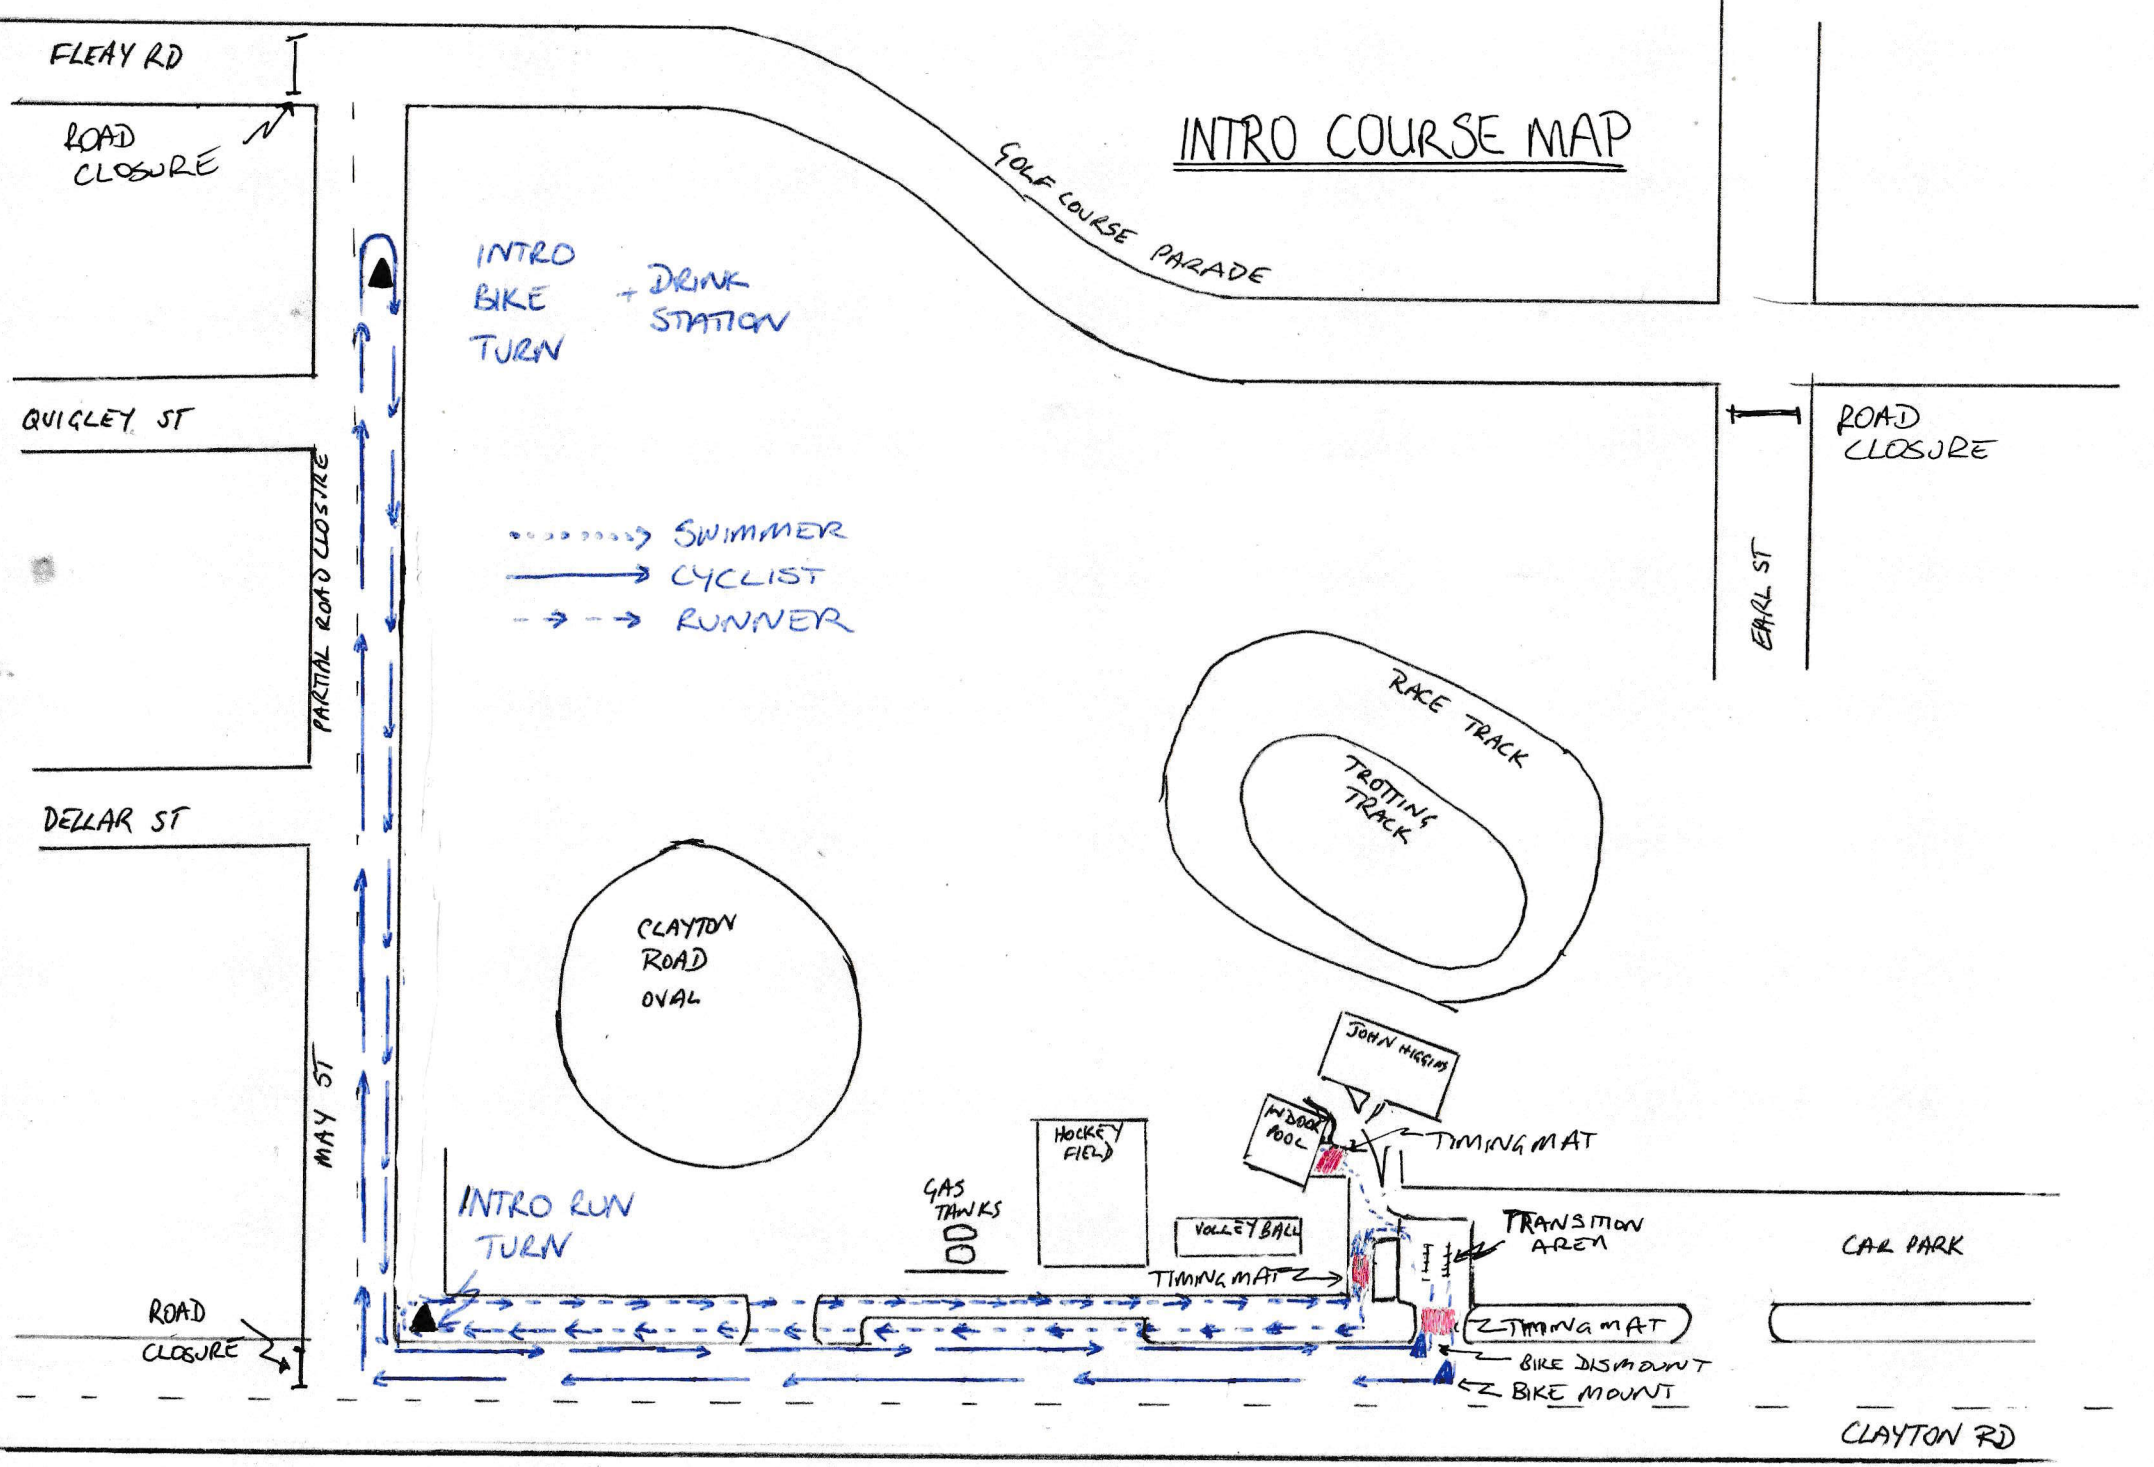 FLEAY RD
ROAD
CLOSURE
INTRO COURSE MAP
GOLF COURSE PARADE
INTRO
BIKE
TURN
+ DRINK
STATION
QUIGLEY ST
ROAD
CLOSURE
PARTIAL ROAD CLOSURE
SWIMMER
CYCLIST
RUNNER
EARL ST
RACE TRACK
TROTTING
TRACK
DELLAR ST
CLAYTON
ROAD
OVAL
JOHN HIGGINS
MAY ST
INDOOR
POOL
HOCKEY
FIELD
TIMING MAT
GAS
TANKS
INTRO RUN
TURN
VOLLEY BALL
TRANSITION
AREA
CAR PARK
TIMING MAT
ROAD
CLOSURE
TIMING MAT
BIKE DISMOUNT
BIKE MOUNT
CLAYTON RD